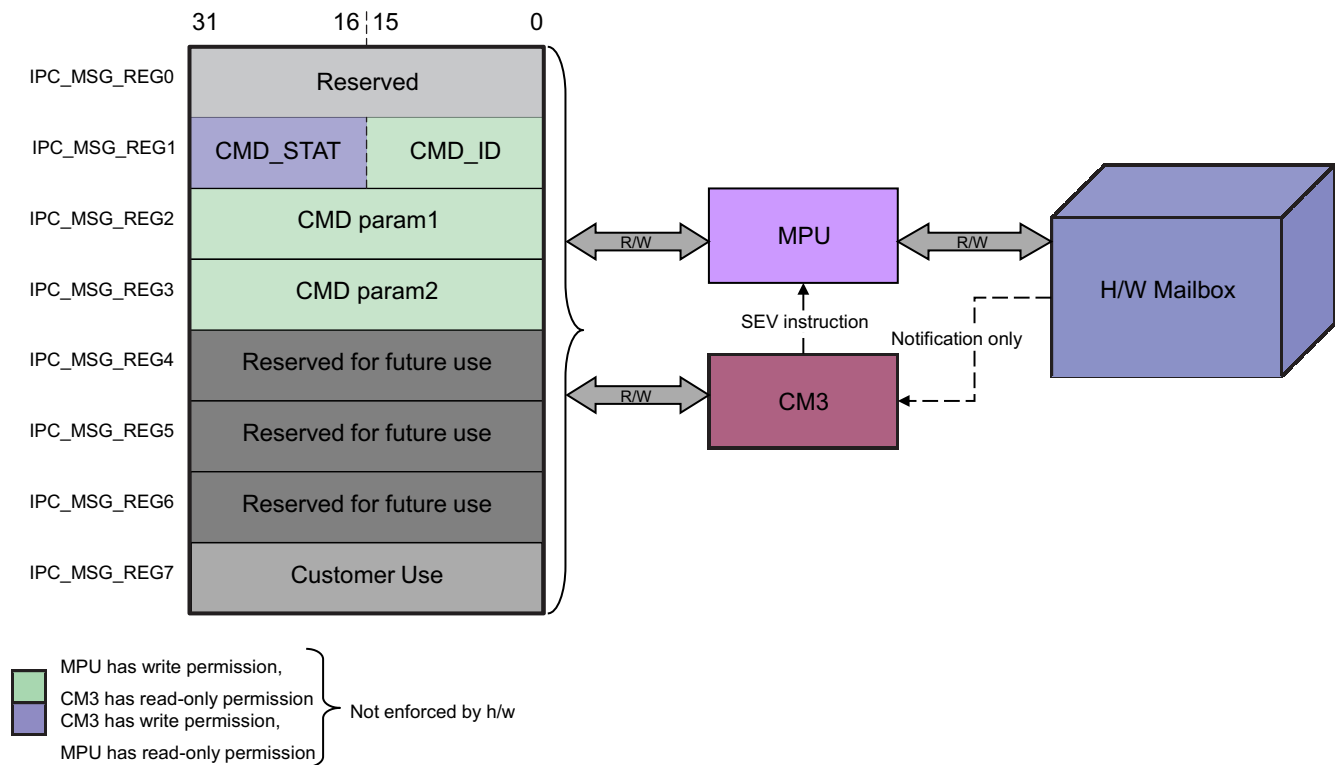 31 16 15 0
IPC_MSG_REG0 Reserved
IPC_MSG_REG1 CMD_STAT CMD_ID
IPC_MSG_REG2 CMD param1
IPC_MSG_REG3 CMD param2
IPC_MSG_REG4 Reserved for future use
IPC_MSG_REG5 Reserved for future use
IPC_MSG_REG6 Reserved for future use
IPC_MSG_REG7 Customer Use
R/W
MPU
R/W
H/W Mailbox
SEV instruction
Notification only
R/W
CM3
MPU has write permission,
CM3 has read-only permission
CM3 has write permission,
MPU has read-only permission
Not enforced by h/w